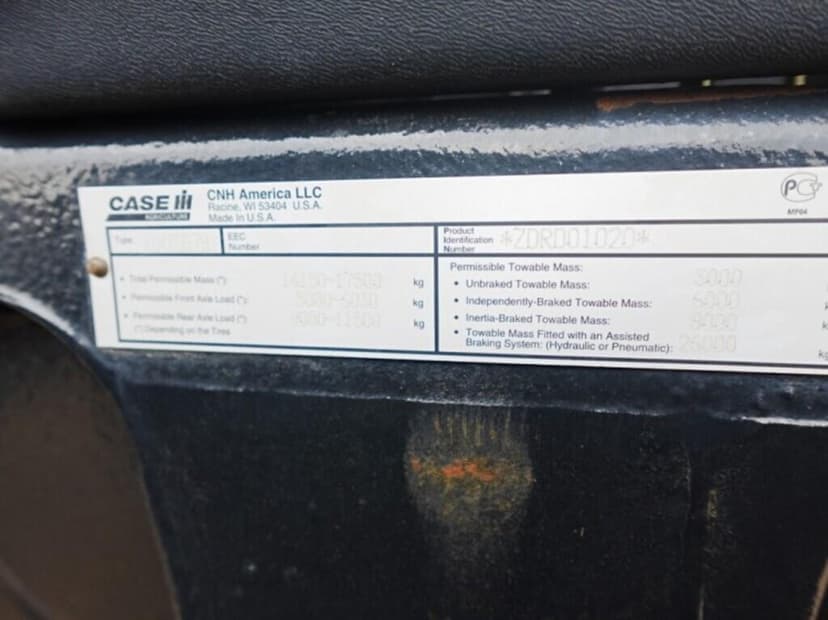 CASE IH
AGRICULTURE
CNH America LLC
Racine, WI 53404 U.S.A.
Made in U.S.A.
MP04
Type
EEC
Number
Product
Identification
Number
*ZDRD01020*
• Total Permissible Mass (*): 14150-17500 kg
• Permissible Front Axle Load (*): kg
• Permissible Rear Axle Load (*): kg
(*) Depending on the Tires
Permissible Towable Mass:
• Unbraked Towable Mass: 3000
• Independently-Braked Towable Mass: 6000 k
• Inertia-Braked Towable Mass: 8000 k
• Towable Mass Fitted with an Assisted
Braking System: (Hydraulic or Pneumatic): 26000 kg